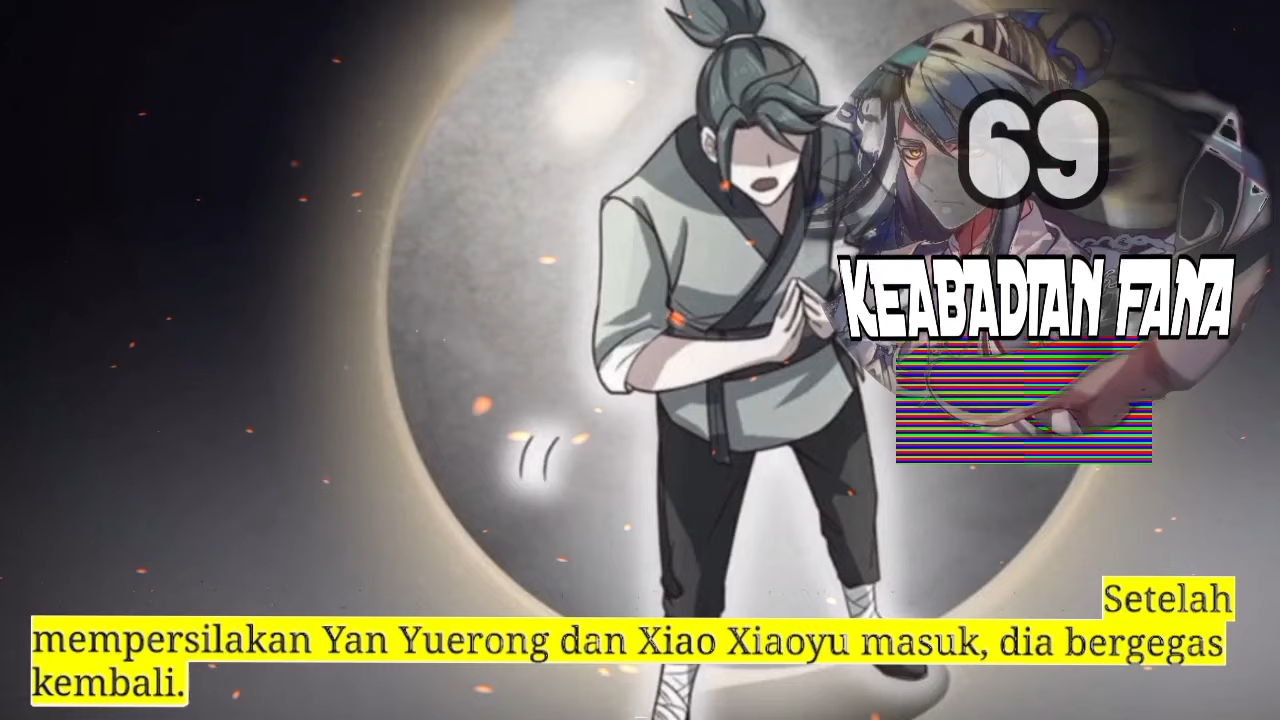 69
KEABADIAN FANA
Setelah
mempersilakan Yan Yuerong dan Xiao Xiaoyu masuk, dia bergegas
kembali.